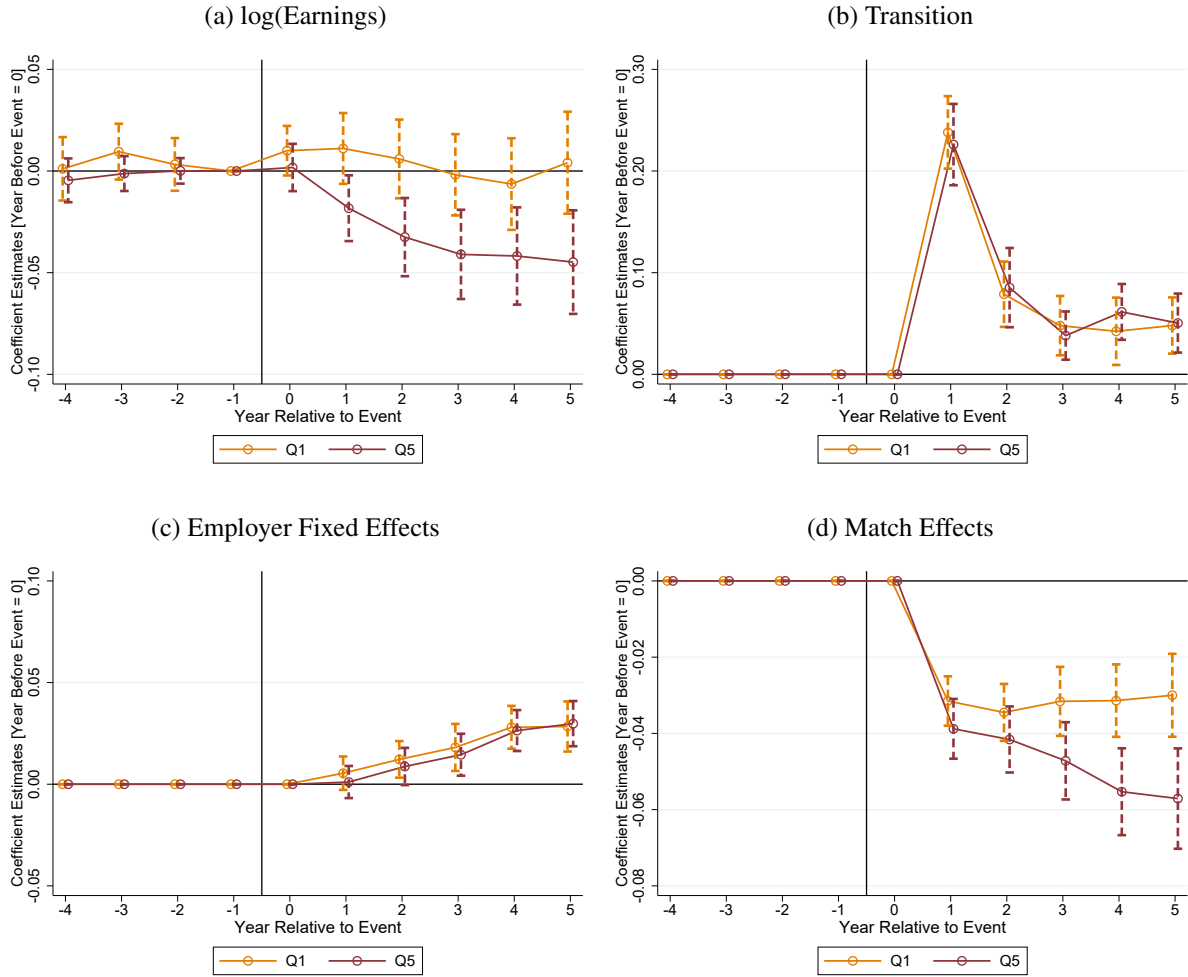 (a) log(Earnings)
Coefficient Estimates [Year Before Event = 0]
0.05
0.00
-0.05
-0.10
-4 -3 -2 -1 0 1 2 3 4 5
Year Relative to Event
Q1 Q5
(b) Transition
Coefficient Estimates [Year Before Event = 0]
0.30
0.20
0.10
0.00
-4 -3 -2 -1 0 1 2 3 4 5
Year Relative to Event
Q1 Q5
(c) Employer Fixed Effects
Coefficient Estimates [Year Before Event = 0]
0.10
0.05
0.00
-0.05
-4 -3 -2 -1 0 1 2 3 4 5
Year Relative to Event
Q1 Q5
(d) Match Effects
Coefficient Estimates [Year Before Event = 0]
0.00
-0.02
-0.04
-0.06
-0.08
-4 -3 -2 -1 0 1 2 3 4 5
Year Relative to Event
Q1 Q5